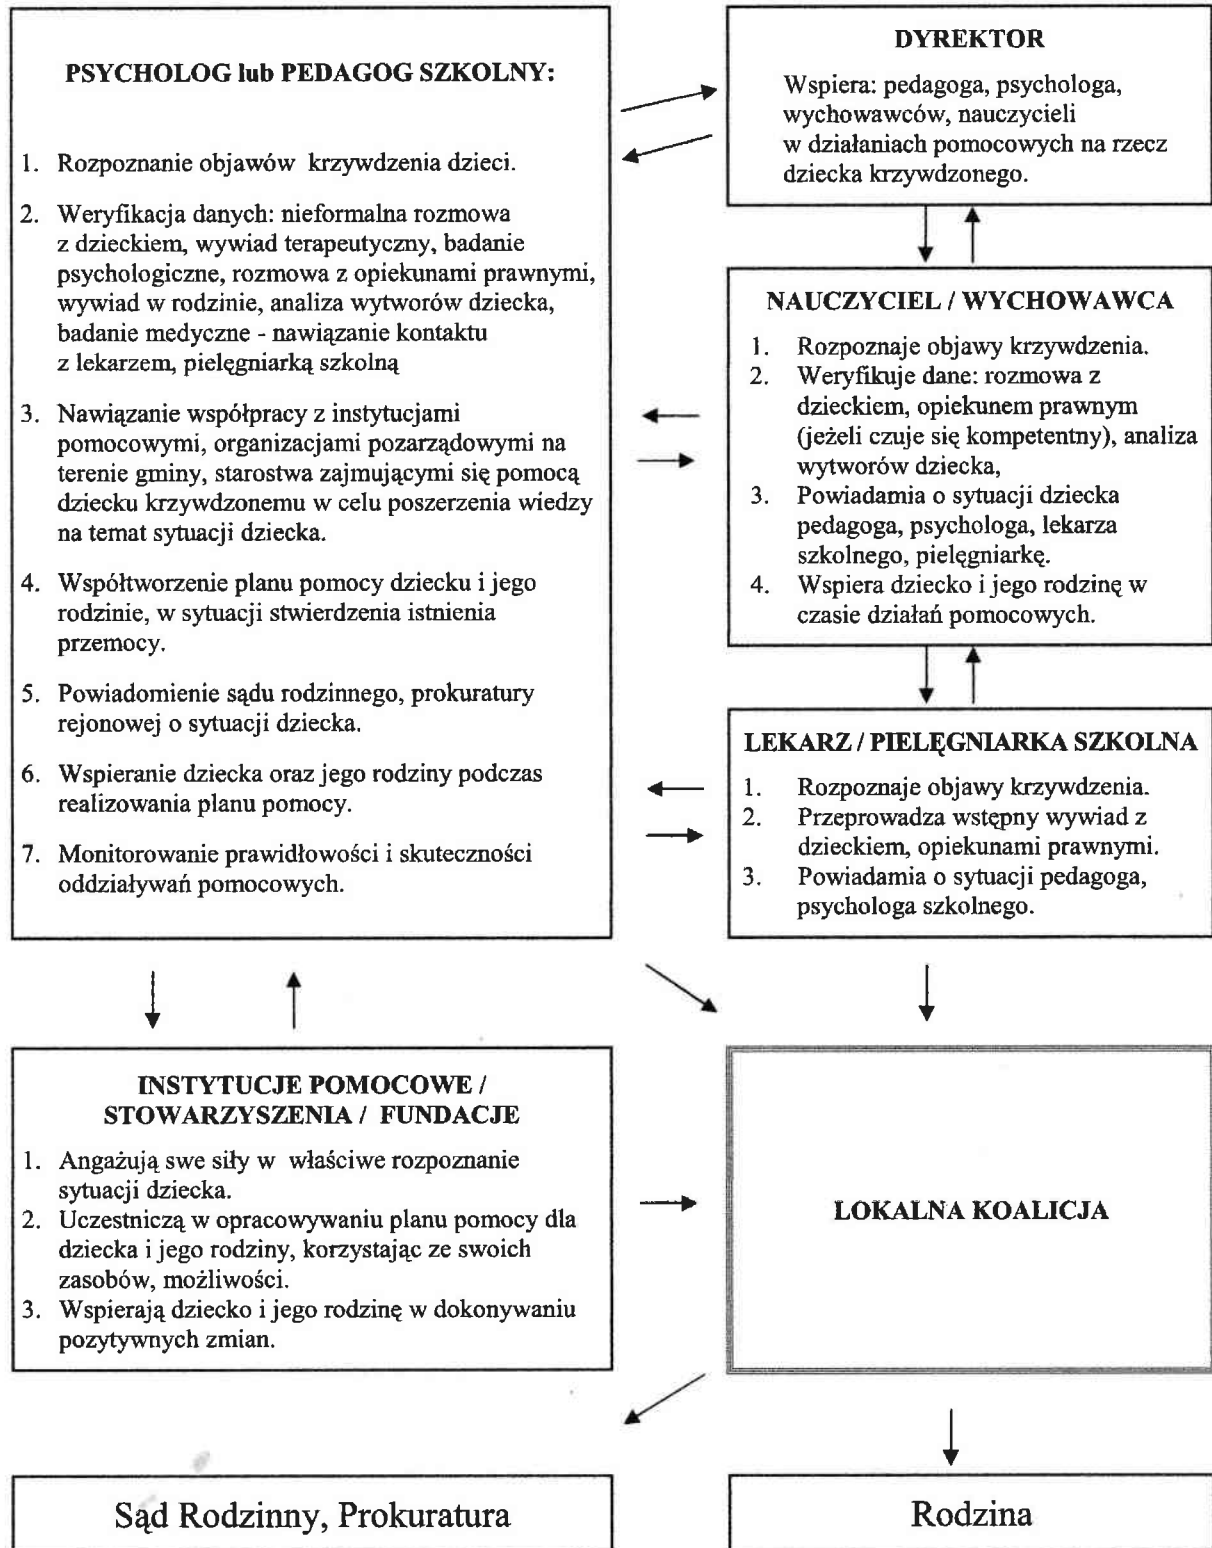 PSYCHOLOG lub PEDAGOG SZKOLNY:
1. Rozpoznanie objawów krzywdzenia dzieci.
2. Weryfikacja danych: nieformalna rozmowa
z dzieckiem, wywiad terapeutyczny, badanie
psychologiczne, rozmowa z opiekunami prawnymi,
wywiad w rodzinie, analiza wytworów dziecka,
badanie medyczne - nawiązanie kontaktu
z lekarzem, pielęgniarką szkolną
3. Nawiązanie współpracy z instytucjami
pomocowymi, organizacjami pozarządowymi na
terenie gminy, starostwa zajmującymi się pomocą
dziecku krzywdzonemu w celu poszerzenia wiedzy
na temat sytuacji dziecka.
4. Współtworzenie planu pomocy dziecku i jego
rodzinie, w sytuacji stwierdzenia istnienia
przemocy.
5. Powiadomienie sądu rodzinnego, prokuratury
rejonowej o sytuacji dziecka.
6. Wspieranie dziecka oraz jego rodziny podczas
realizowania planu pomocy.
7. Monitorowanie prawidłowości i skuteczności
oddziaływań pomocowych.
DYREKTOR
Wspiera: pedagoga, psychologa,
wychowawców, nauczycieli
w działaniach pomocowych na rzecz
dziecka krzywdzonego.
NAUCZYCIEL / WYCHOWAWCA
1. Rozpoznaje objawy krzywdzenia.
2. Weryfikuje dane: rozmowa z
dzieckiem, opiekunem prawnym
(jeżeli czuje się kompetentny), analiza
wytworów dziecka,
3. Powiadamia o sytuacji dziecka
pedagoga, psychologa, lekarza
szkolnego, pielęgniarkę.
4. Wspiera dziecko i jego rodzinę w
czasie działań pomocowych.
LEKARZ / PIELĘGNIARKA SZKOLNA
1. Rozpoznaje objawy krzywdzenia.
2. Przeprowadza wstępny wywiad z
dzieckiem, opiekunami prawnymi.
3. Powiadamia o sytuacji pedagoga,
psychologa szkolnego.
INSTYTUCJE POMOCOWE /
STOWARZYSZENIA / FUNDACJE
1. Angażują swe siły w właściwe rozpoznanie
sytuacji dziecka.
2. Uczestniczą w opracowywaniu planu pomocy dla
dziecka i jego rodziny, korzystając ze swoich
zasobów, możliwości.
3. Wspierają dziecko i jego rodzinę w dokonywaniu
pozytywnych zmian.
LOKALNA KOALICJA
Sąd Rodzinny, Prokuratura
Rodzina